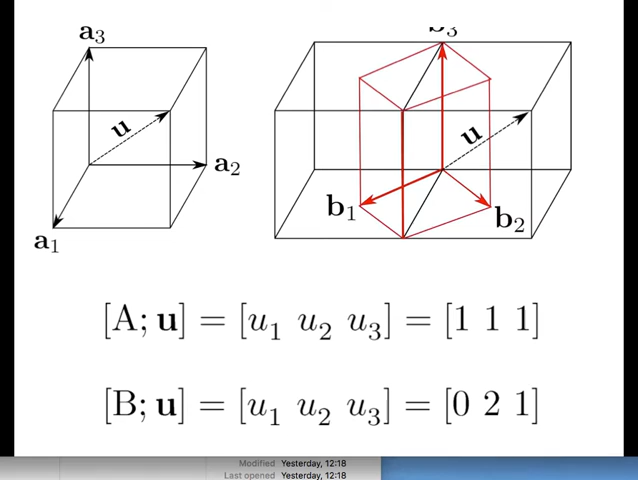 a₃
u
a₂
a₁
b₃
u
b₁
b₂
[A; u] = [u₁ u₂ u₃] = [1 1 1]
[B; u] = [u₁ u₂ u₃] = [0 2 1]
Modified Yesterday, 12:18
Last opened Yesterday, 12:18